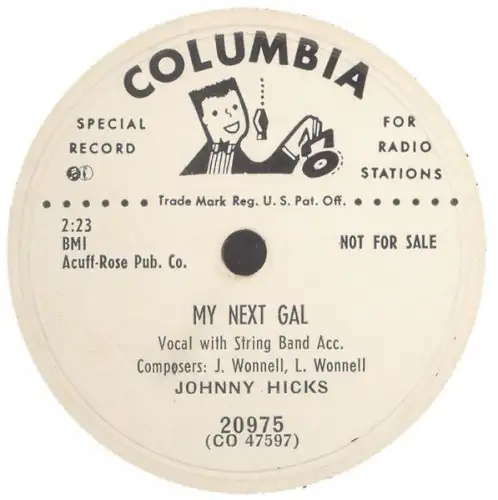 COLUMBIA
SPECIAL
RECORD
FOR
RADIO
STATIONS
Trade Mark Reg. U. S. Pat. Off.
2:23
BMI
Acuff-Rose Pub. Co.
NOT FOR SALE
MY NEXT GAL
Vocal with String Band Acc.
Composers: J. Wonnell, L. Wonnell
JOHNNY HICKS
20975
(CO 47597)